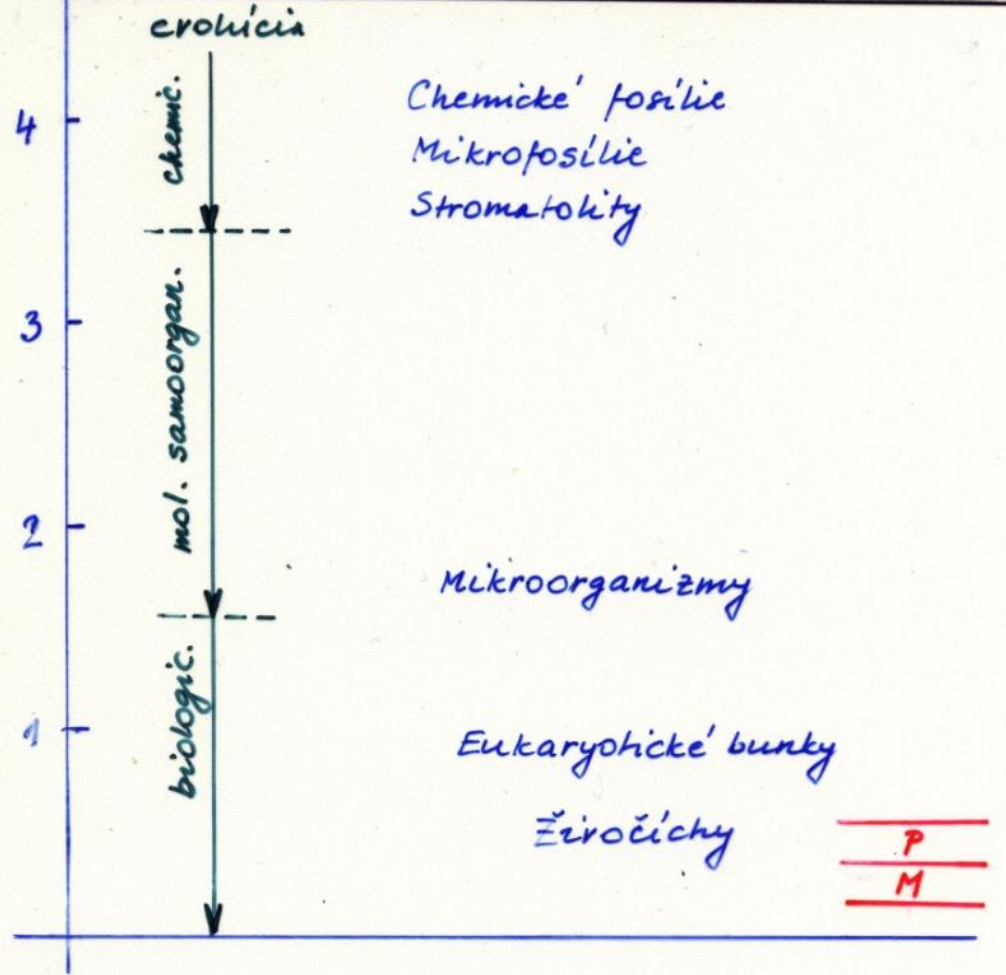 evolúcia
chemic.
4
Chemické fosílie
Mikrofosílie
Stromatolity
3
mol. samoorgan.
2
Mikroorganizmy
biologic.
1
Eukaryotické bunky
Živočíchy
P
M